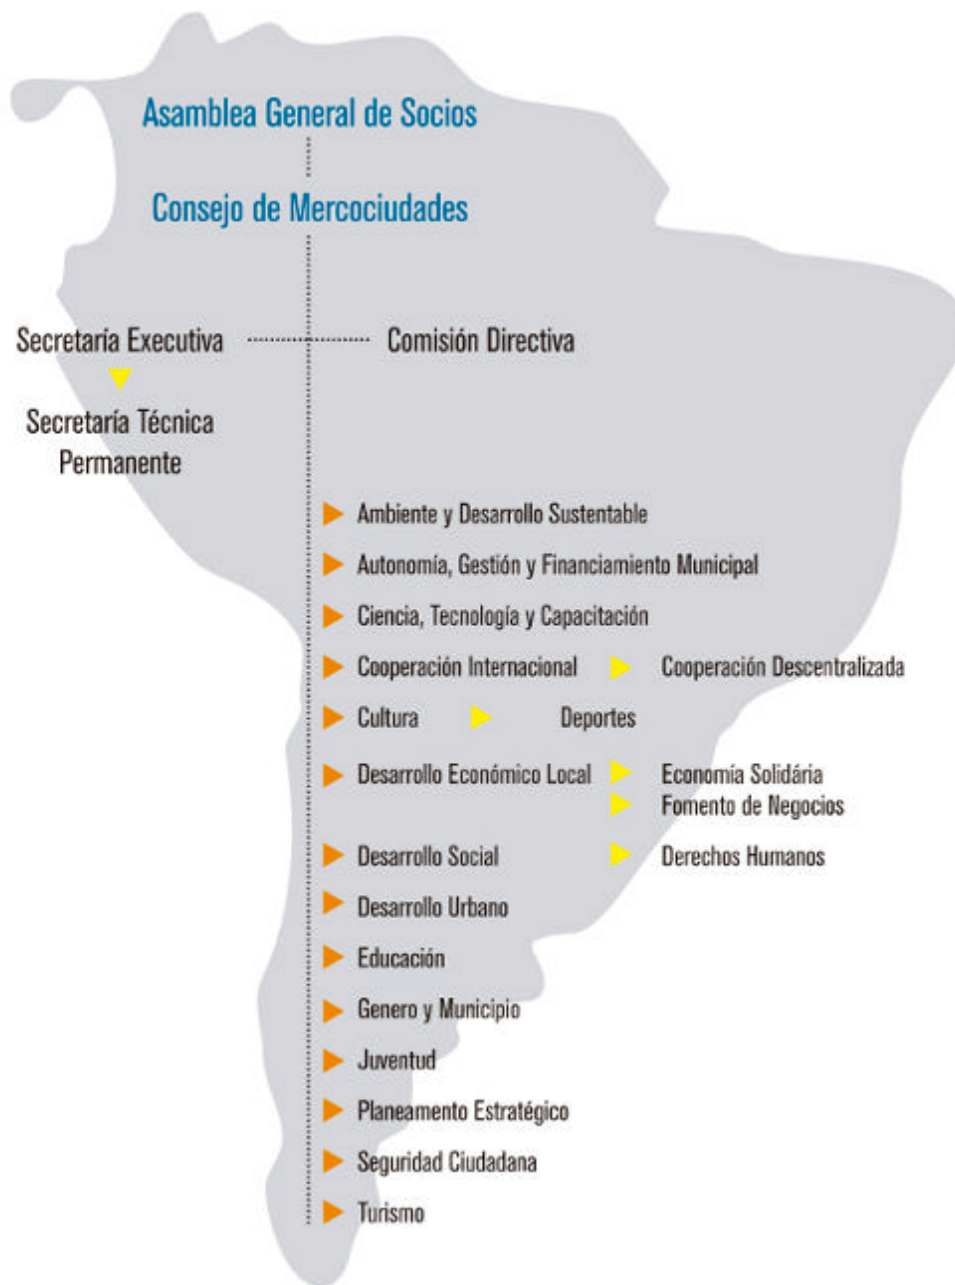 Asamblea General de Socios
Consejo de Mercociudades
Secretaría Executiva
Comisión Directiva
Secretaría Técnica
Permanente
Ambiente y Desarrollo Sustentable
Autonomía, Gestión y Financiamiento Municipal
Ciencia, Tecnología y Capacitación
Cooperación Internacional
Cooperación Descentralizada
Cultura
Deportes
Desarrollo Económico Local
Economía Solidária
Fomento de Negocios
Desarrollo Social
Derechos Humanos
Desarrollo Urbano
Educación
Genero y Municipio
Juventud
Planeamento Estratégico
Seguridad Ciudadana
Turismo